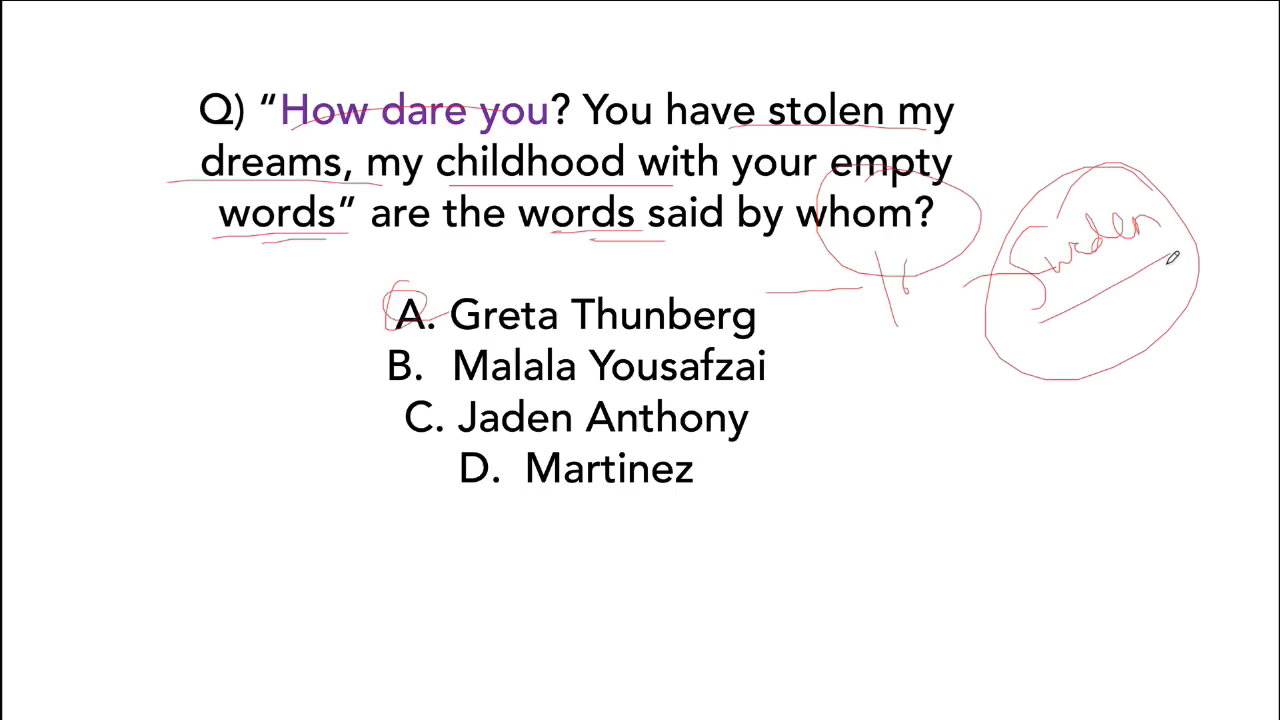 Q) “How dare you? You have stolen my
dreams, my childhood with your empty
words” are the words said by whom?
16
Sweden
A. Greta Thunberg
B. Malala Yousafzai
C. Jaden Anthony
D. Martinez